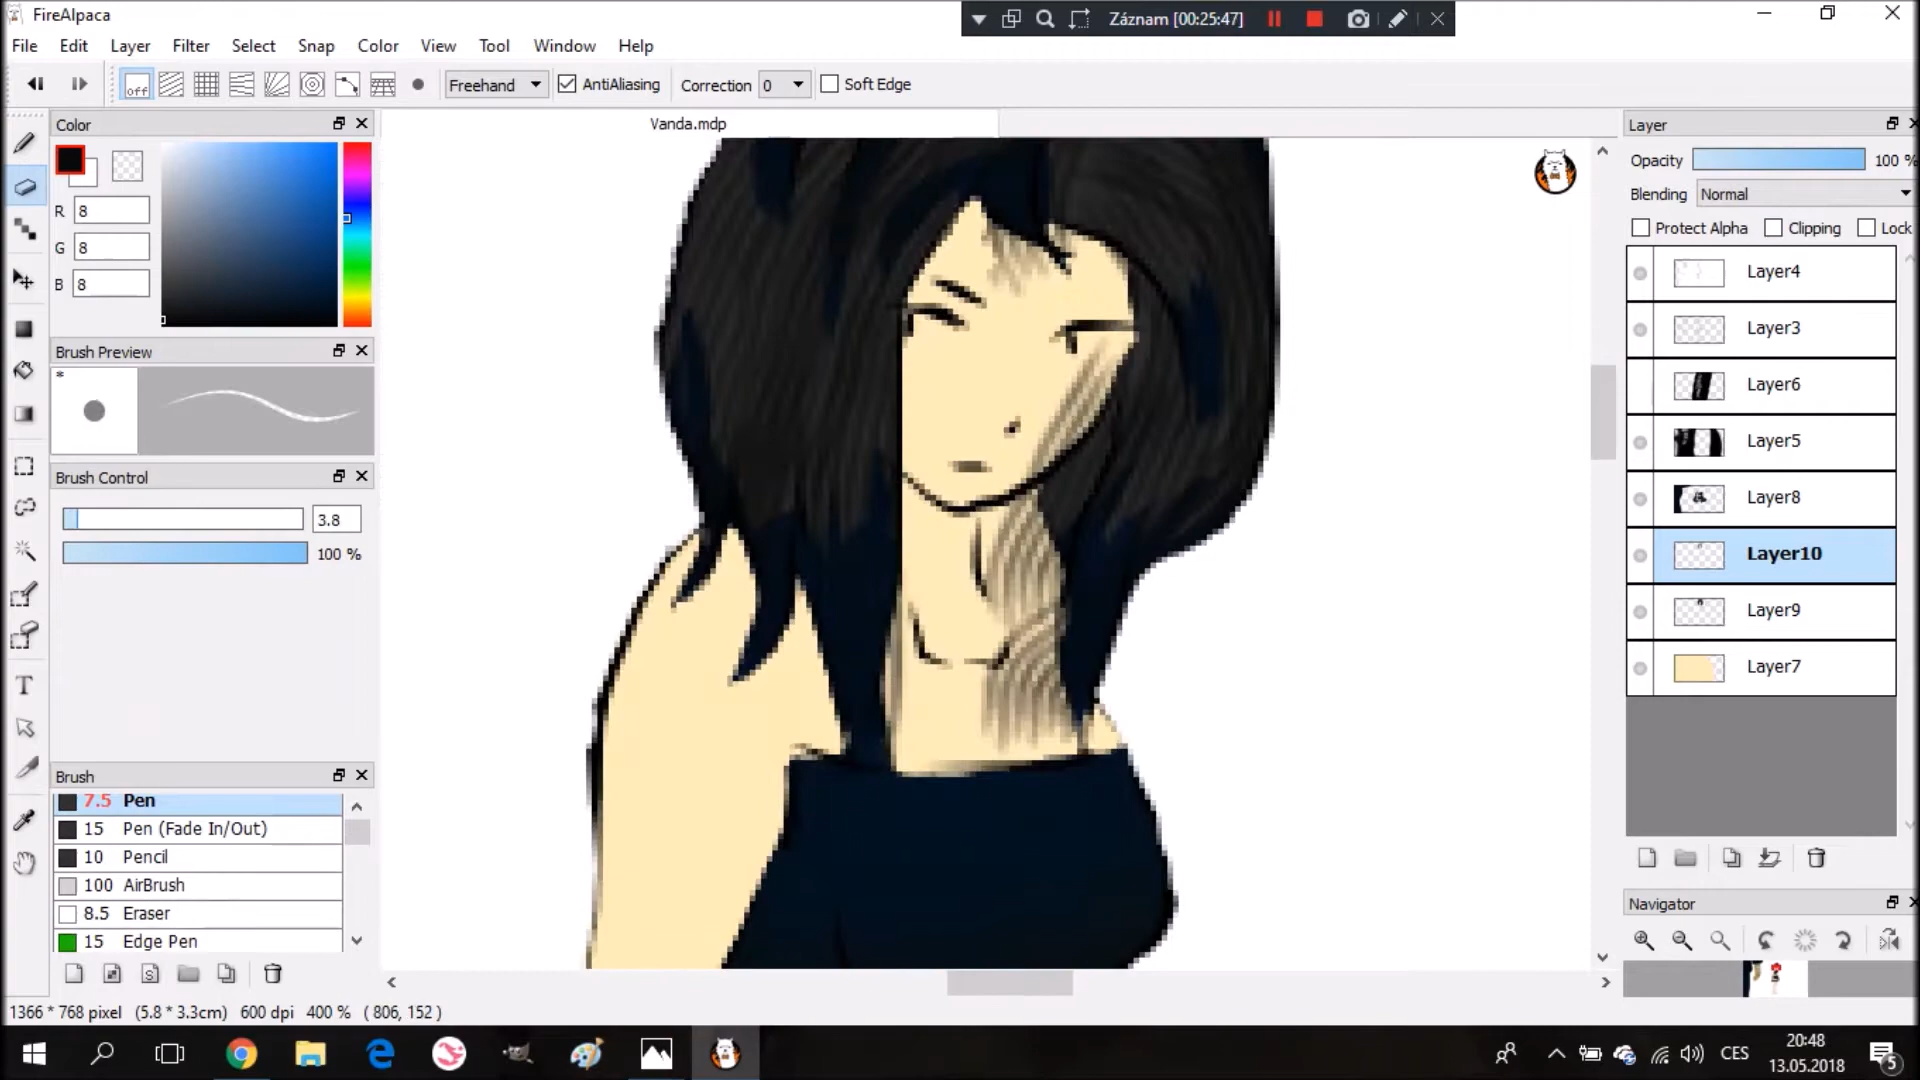 FireAlpaca
Záznam [00:25:47]
File Edit Layer Filter Select Snap Color View Tool Window Help
off Freehand AntiAliasing Correction 0 Soft Edge
Color
Vanda.mdp
Layer
R 8
G 8
B 8
Opacity 100 %
Blending Normal
Protect Alpha Clipping Lock
Layer4
Layer3
Layer6
Layer5
Layer8
Layer10
Layer9
Layer7
Brush Preview
*
Brush Control
3.8
100 %
Brush
7.5 Pen
15 Pen (Fade In/Out)
10 Pencil
100 AirBrush
8.5 Eraser
15 Edge Pen
S
T
Navigator
1366 * 768 pixel (5.8 * 3.3cm) 600 dpi 400 % ( 806, 152 )
CES
20:48
13.05.2018
5